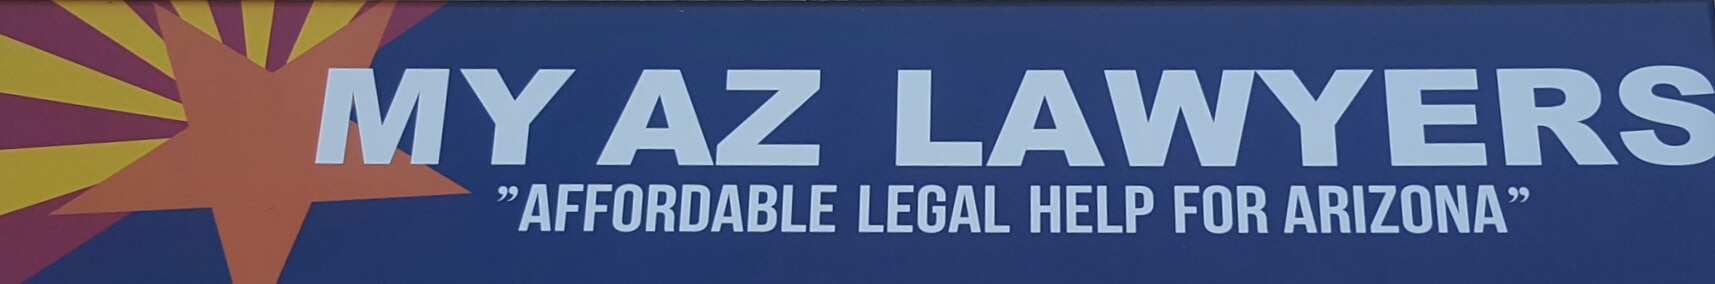 MY AZ LAWYERS
”AFFORDABLE LEGAL HELP FOR ARIZONA”